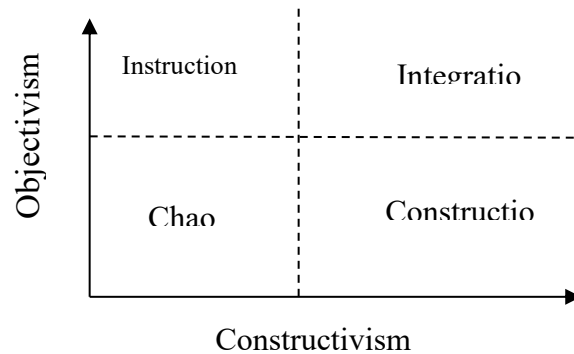 Instruction
Integratio
Objectivism
Chao
Constructio
Constructivism